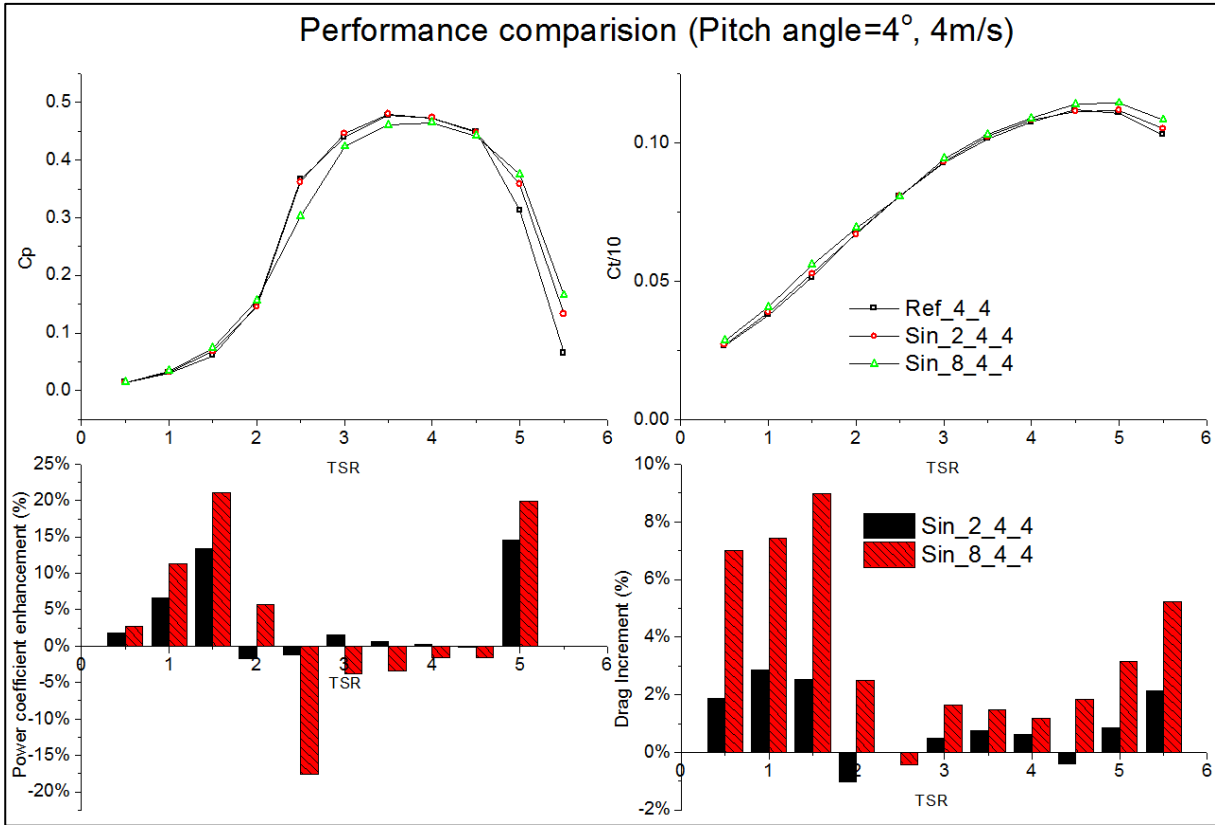 Performance comparision (Pitch angle=4°, 4m/s)
0.5
0.4
0.3
0.2
0.1
0.0
Cp
0 1 2 3 4 5 6
TSR
0.10
0.05
0.00
Ct/10
Ref_4_4
Sin_2_4_4
Sin_8_4_4
0 1 2 3 4 5 6
TSR
25%
20%
15%
10%
5%
0%
-5%
-10%
-15%
-20%
Power coefficient enhancement (%)
0 1 2 3 4 5 6
TSR
10%
8%
6%
4%
2%
0%
-2%
Drag Increment (%)
Sin_2_4_4
Sin_8_4_4
0 1 2 3 4 5 6
TSR